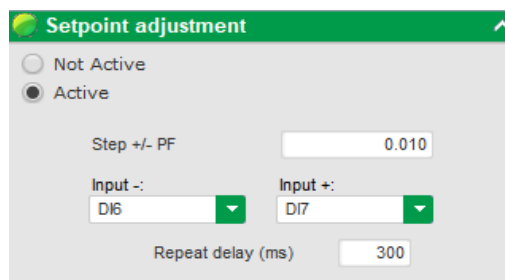 Setpoint adjustment
Not Active
Active
Step +/- PF 0.010
Input -: Input +:
DI6 DI7
Repeat delay (ms) 300